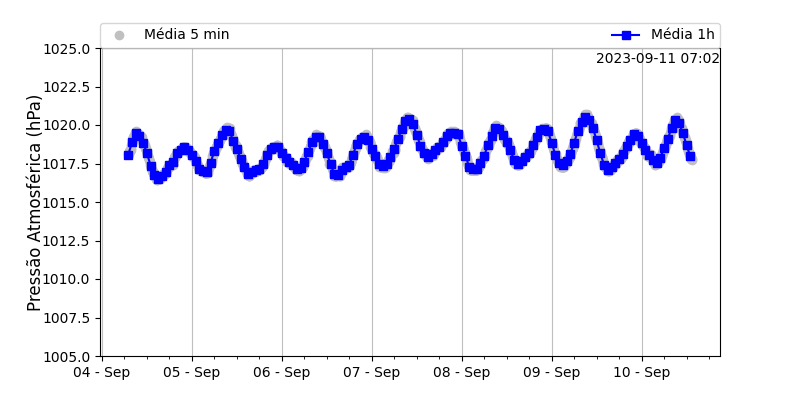 Média 5 min
Média 1h
2023-09-11 07:02
Pressão Atmosférica (hPa)
1025.0
1022.5
1020.0
1017.5
1015.0
1012.5
1010.0
1007.5
1005.0
04 - Sep
05 - Sep
06 - Sep
07 - Sep
08 - Sep
09 - Sep
10 - Sep